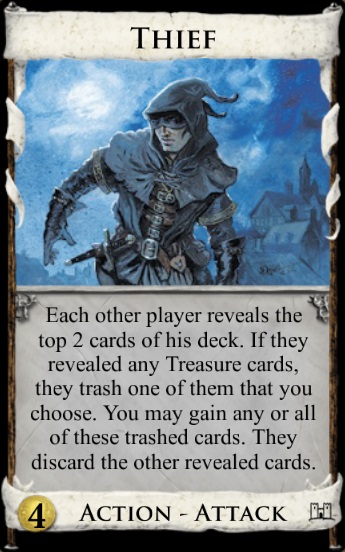 Thief
Each other player reveals the
top 2 cards of his deck. If they
revealed any Treasure cards,
they trash one of them that you
choose. You may gain any or all
of these trashed cards. They
discard the other revealed cards.
4 Action - Attack